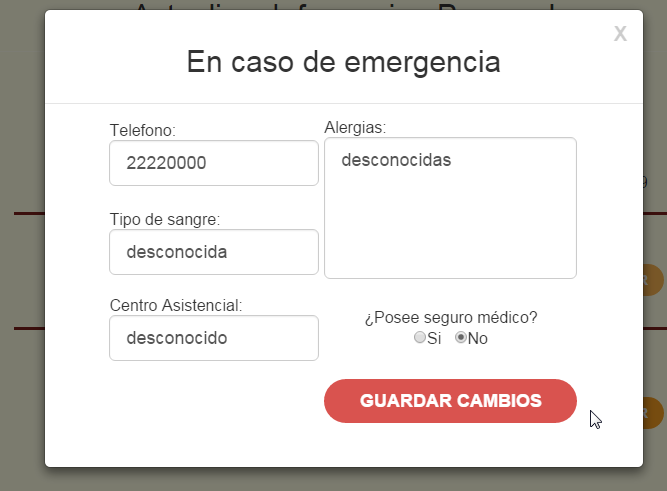 X
En caso de emergencia
Telefono:
22220000
Alergias:
desconocidas
Tipo de sangre:
desconocida
Centro Asistencial:
desconocido
¿Posee seguro médico?
Si No
GUARDAR CAMBIOS
9
R
R